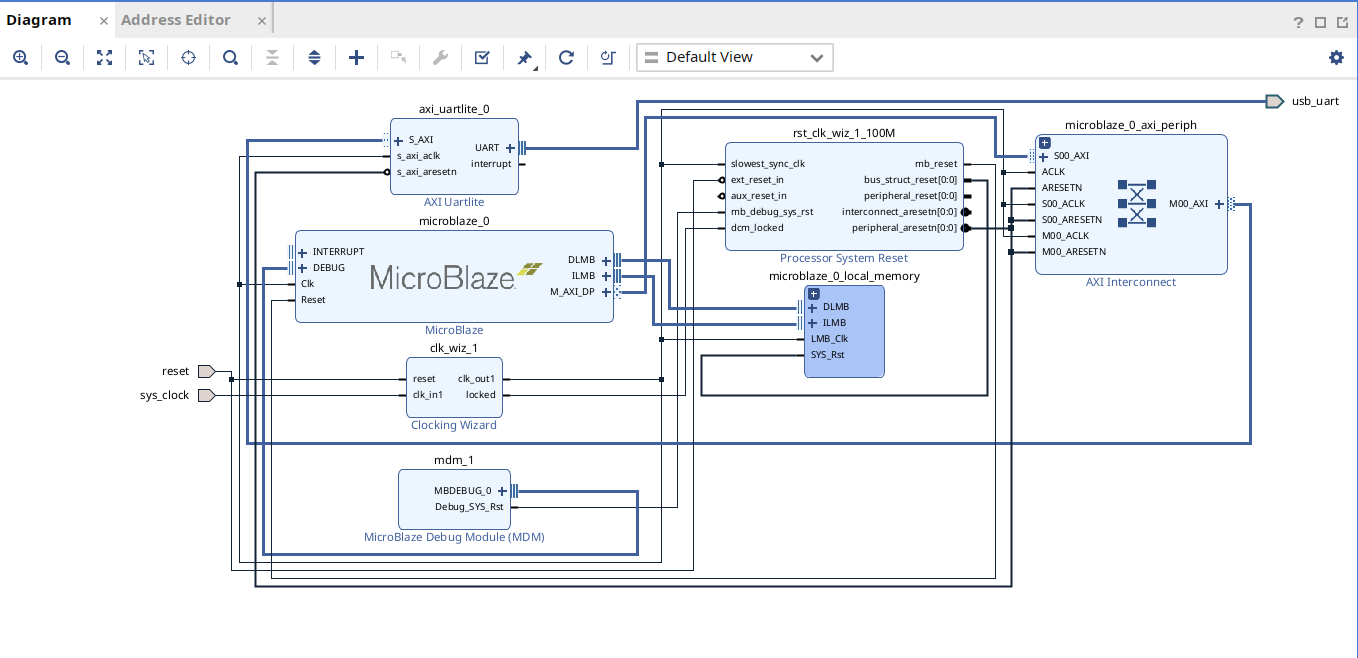 Diagram
Address Editor
Default View
axi_uartlite_0
S_AXI
s_axi_aclk
s_axi_aresetn
UART
interrupt
AXI Uartlite
usb_uart
rst_clk_wiz_1_100M
slowest_sync_clk
ext_reset_in
aux_reset_in
mb_debug_sys_rst
dcm_locked
mb_reset
bus_struct_reset[0:0]
peripheral_reset[0:0]
interconnect_aresetn[0:0]
peripheral_aresetn[0:0]
Processor System Reset
microblaze_0_axi_periph
S00_AXI
ACLK
ARESETN
S00_ACLK
S00_ARESETN
M00_ACLK
M00_ARESETN
M00_AXI
AXI Interconnect
microblaze_0
INTERRUPT
DEBUG
Clk
Reset
MicroBlaze
DLMB
ILMB
M_AXI_DP
MicroBlaze
microblaze_0_local_memory
DLMB
ILMB
LMB_Clk
SYS_Rst
clk_wiz_1
reset
clk_in1
clk_out1
locked
Clocking Wizard
reset
sys_clock
mdm_1
MBDEBUG_0
Debug_SYS_Rst
MicroBlaze Debug Module (MDM)